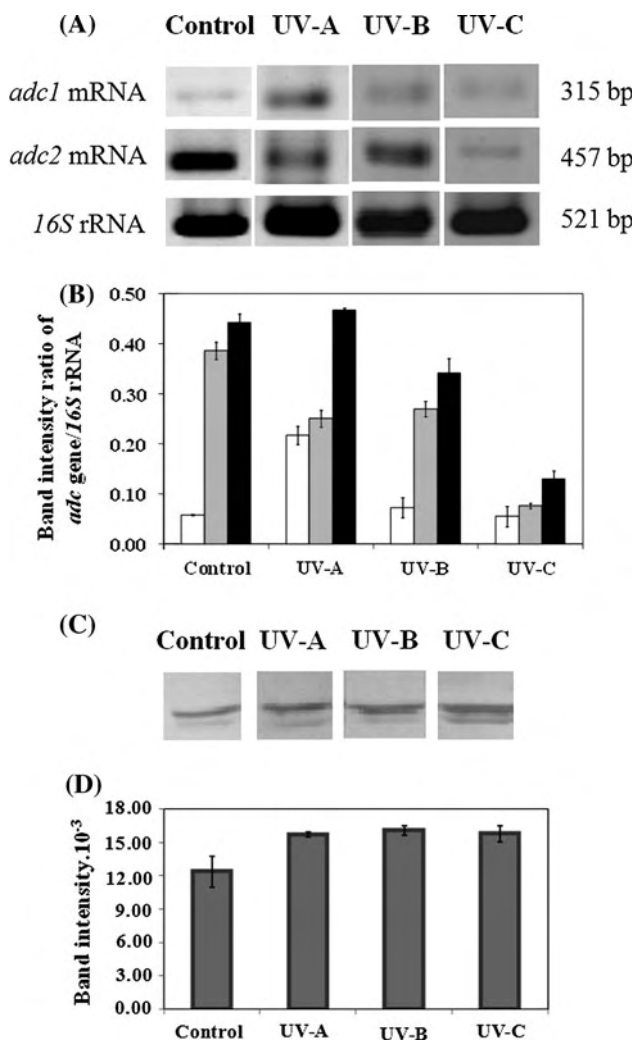 (A)
Control UV-A UV-B UV-C
adc1 mRNA 315 bp
adc2 mRNA 457 bp
16S rRNA 521 bp
(B)
Band intensity ratio of
adc gene/16S rRNA
0.50
0.40
0.30
0.20
0.10
0.00
Control UV-A UV-B UV-C
(C)
Control UV-A UV-B UV-C
(D)
Band intensity.10-3
18.00
15.00
12.00
9.00
6.00
3.00
0.00
Control UV-A UV-B UV-C